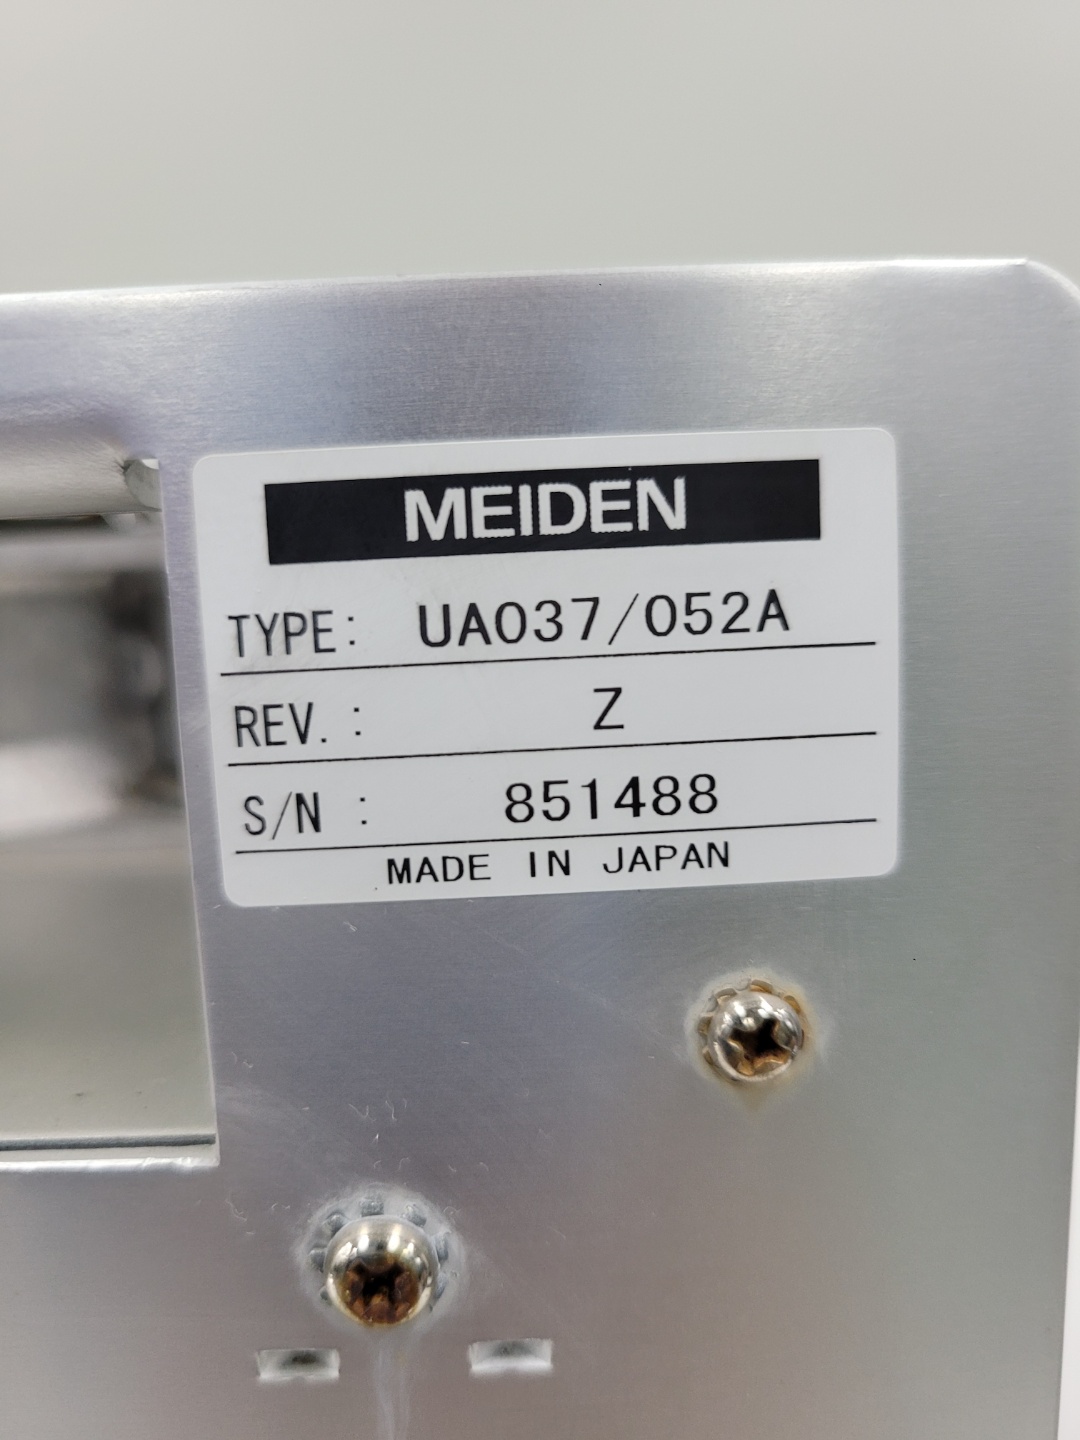 MEIDEN
TYPE: UA037/052A
REV. : Z
S/N : 851488
MADE IN JAPAN